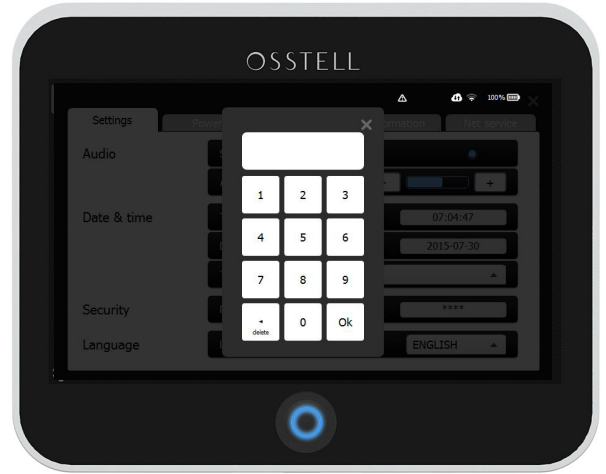 OSSTELL
100%
Settings
Power
rmation
Net service
Audio
1 2 3
Date & time
07:04:47
4 5 6
2015-07-30
7 8 9
Security
****
delete
0 Ok
Language
ENGLISH